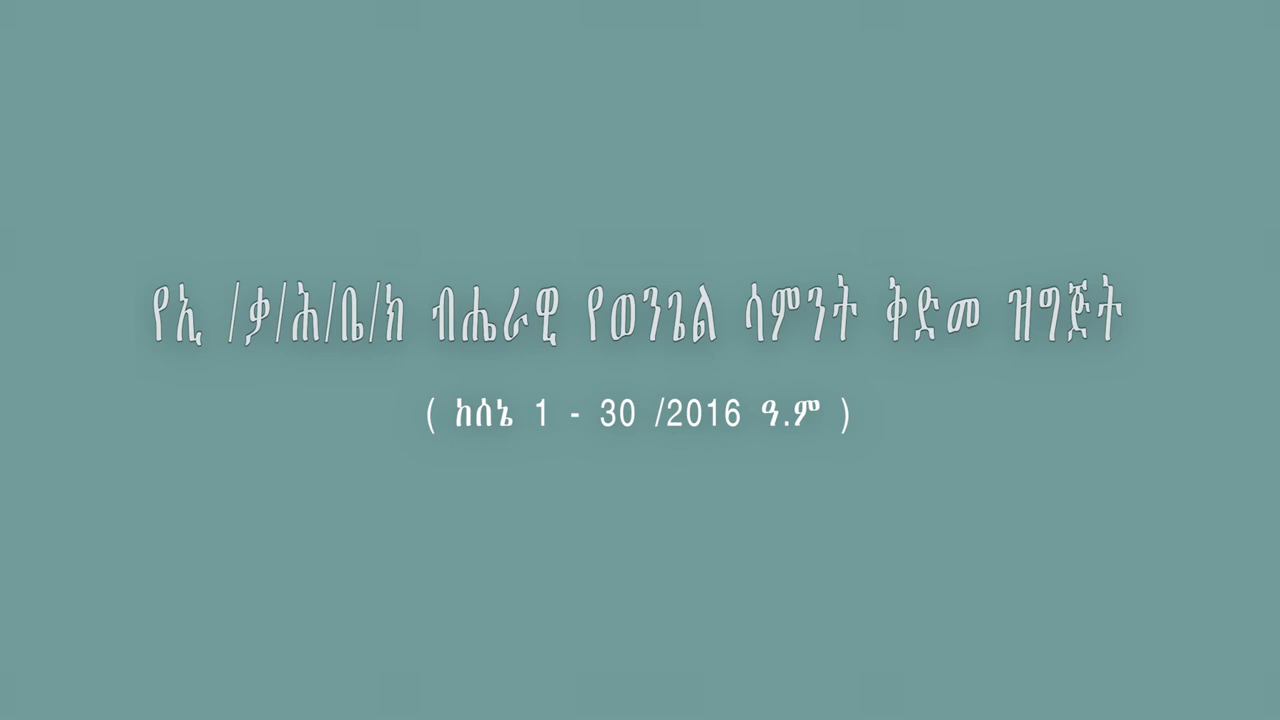 የኢ /ቃ/ሕ/ቤ/ክ ብሔራዊ የወንጌል ሳምንት ቅድመ ዝግጅት
( ከሰኔ 1 - 30 /2016 ዓ.ም )